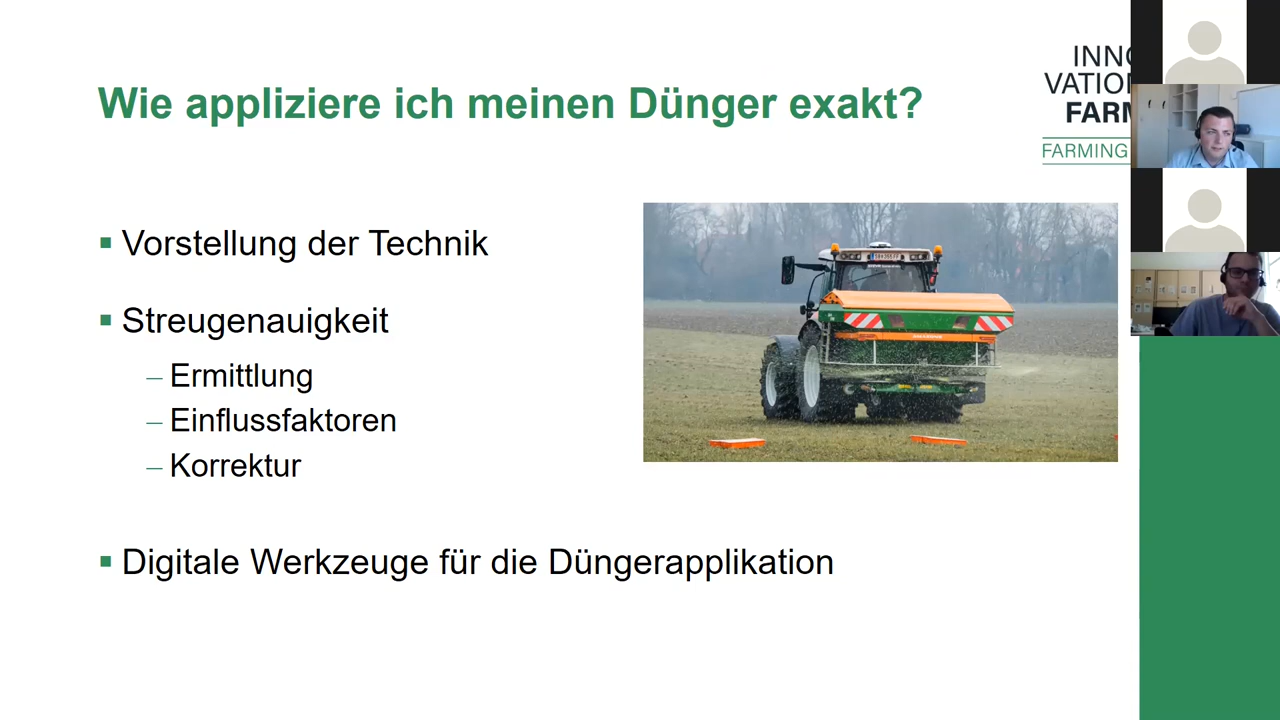 Wie appliziere ich meinen Dünger exakt?
INNO
VATION
FARM
FARMING
Vorstellung der Technik
Streugenauigkeit
– Ermittlung
– Einflussfaktoren
– Korrektur
Digitale Werkzeuge für die Düngerapplikation